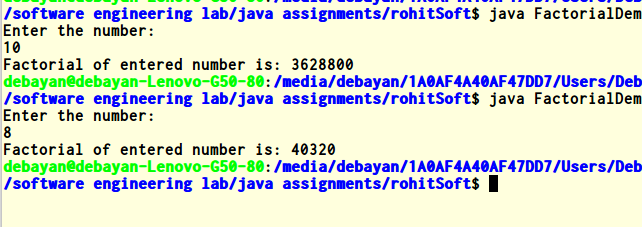 /software engineering lab/java assignments/rohitSoft$ java FactorialDem
Enter the number:
10
Factorial of entered number is: 3628800
debayan@debayan-Lenovo-G50-80:/media/debayan/1A0AF4A40AF47DD7/Users/Deb
/software engineering lab/java assignments/rohitSoft$ java FactorialDem
Enter the number:
8
Factorial of entered number is: 40320
debayan@debayan-Lenovo-G50-80:/media/debayan/1A0AF4A40AF47DD7/Users/Deb
/software engineering lab/java assignments/rohitSoft$